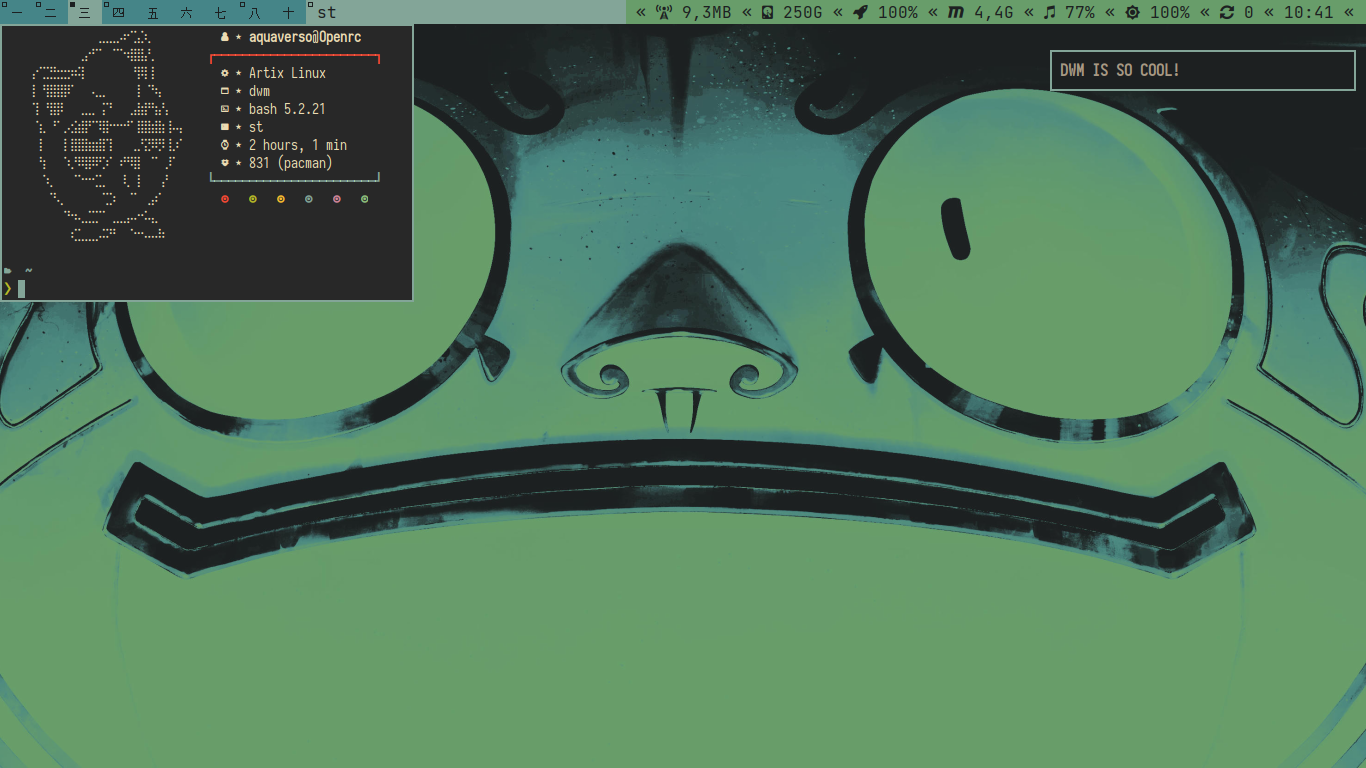 一 二 三 四 五 六 七 八 十 st « 9,3MB « 250G « 100% « 4,4G « 77% « 100% « 0 « 10:41 «
aquaverso@Openrc
Artix Linux
dwm
bash 5.2.21
st
2 hours, 1 min
831 (pacman)
~
❯
DWM IS SO COOL!